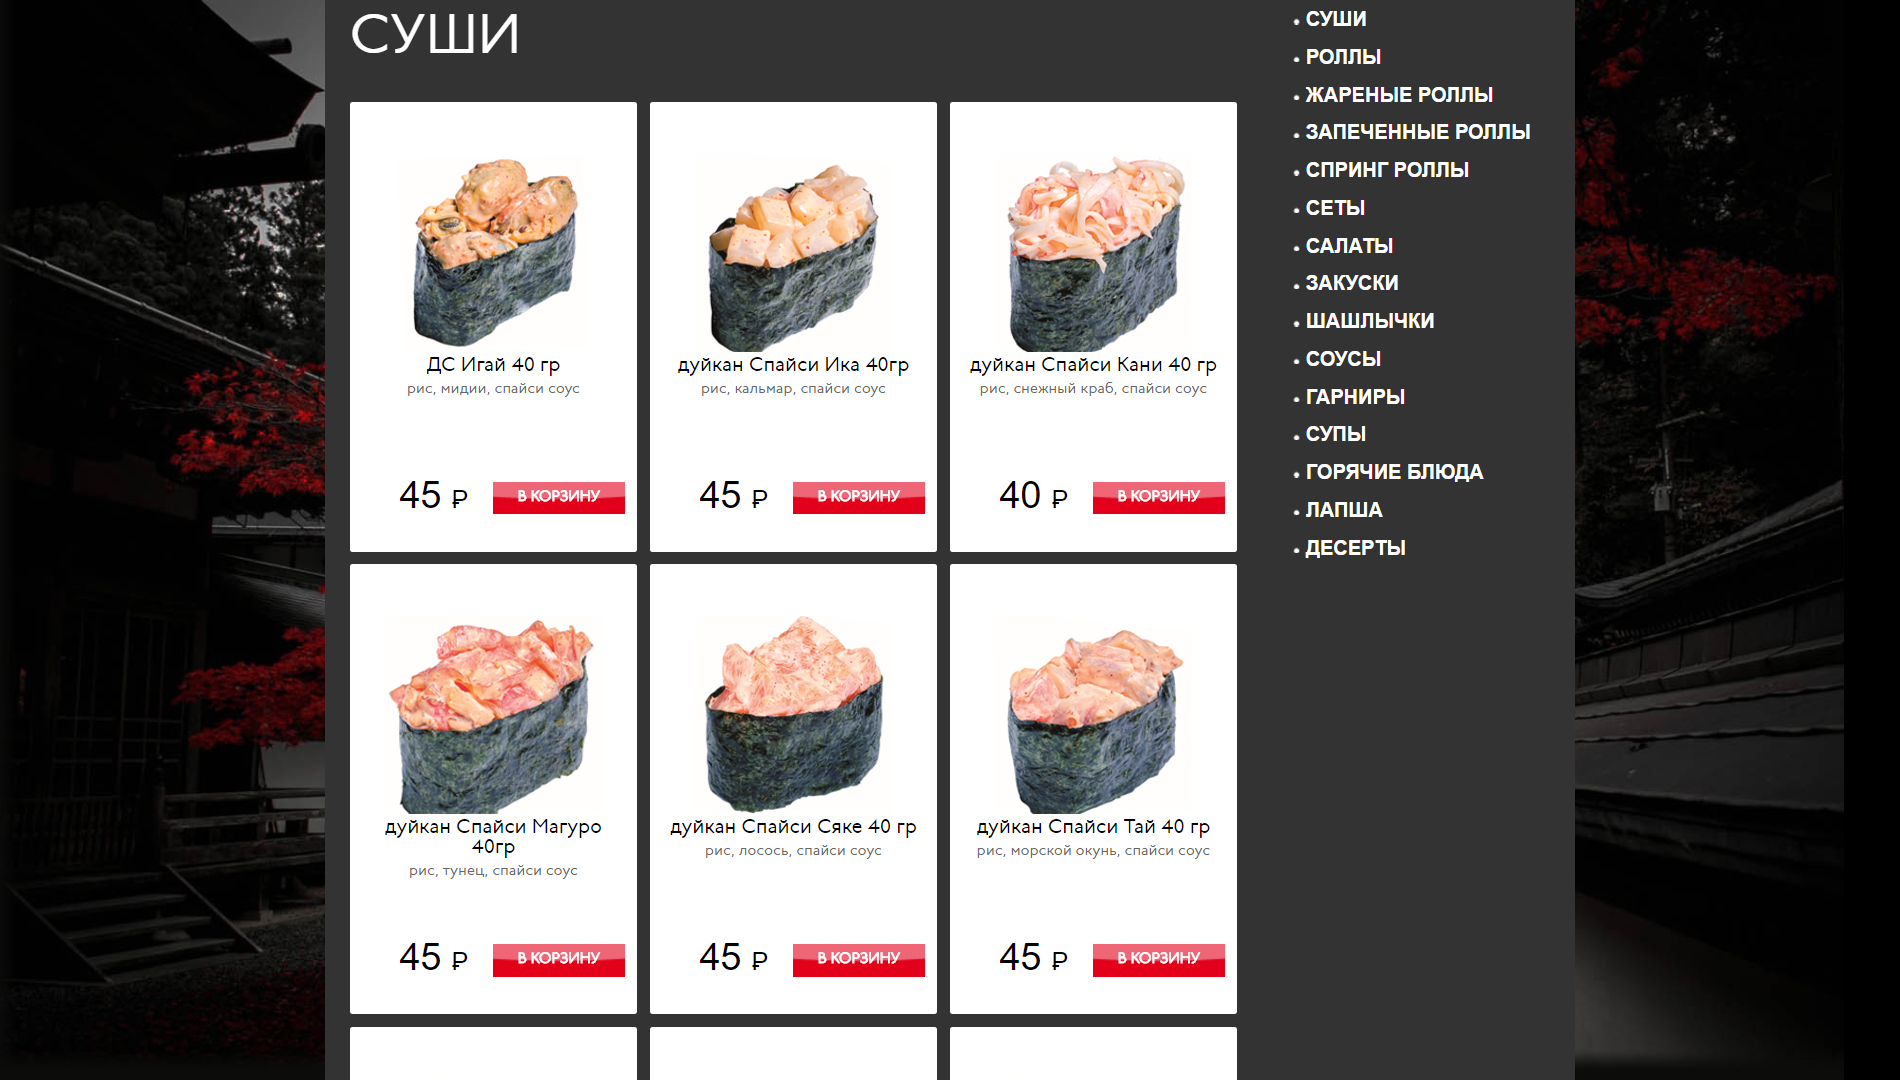 СУШИ
ДС Игай 40 гр
рис, мидии, спайси соус
45 ₽
В КОРЗИНУ
дуйкан Спайси Ика 40гр
рис, кальмар, спайси соус
45 ₽
В КОРЗИНУ
дуйкан Спайси Кани 40 гр
рис, снежный краб, спайси соус
40 ₽
В КОРЗИНУ
дуйкан Спайси Магуро
40гр
рис, тунец, спайси соус
45 ₽
В КОРЗИНУ
дуйкан Спайси Сяке 40 гр
рис, лосось, спайси соус
45 ₽
В КОРЗИНУ
дуйкан Спайси Тай 40 гр
рис, морской окунь, спайси соус
45 ₽
В КОРЗИНУ
• СУШИ
• РОЛЛЫ
• ЖАРЕНЫЕ РОЛЛЫ
• ЗАПЕЧЕННЫЕ РОЛЛЫ
• СПРИНГ РОЛЛЫ
• СЕТЫ
• САЛАТЫ
• ЗАКУСКИ
• ШАШЛЫЧКИ
• СОУСЫ
• ГАРНИРЫ
• СУПЫ
• ГОРЯЧИЕ БЛЮДА
• ЛАПША
• ДЕСЕРТЫ